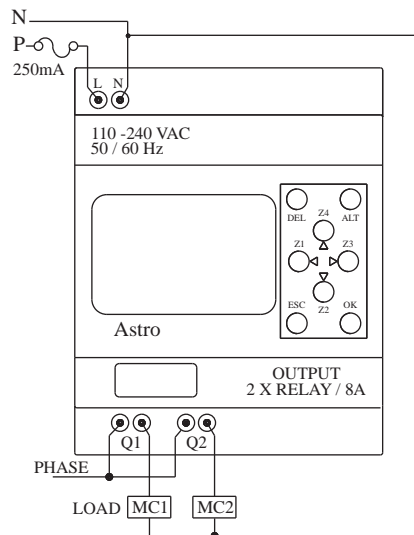 N
P
250mA
L N
110 -240 VAC
50 / 60 Hz
DEL Z4 ALT
Z1 Z3
ESC Z2 OK
Astro
OUTPUT
2 X RELAY / 8A
Q1 Q2
PHASE
LOAD MC1 MC2